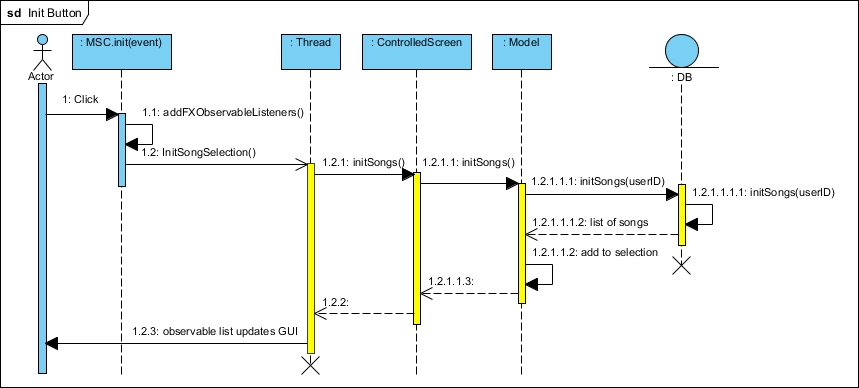 sd Init Button
: MSC.init(event)
: Thread
: ControlledScreen
: Model
Actor
: DB
1: Click
1.1: addFXObservableListeners()
1.2: InitSongSelection()
1.2.1: initSongs()
1.2.1.1: initSongs()
1.2.1.1.1: initSongs(userID)
1.2.1.1.1.1: initSongs(userID)
1.2.1.1.1.2: list of songs
1.2.1.1.2: add to selection
1.2.1.1.3:
1.2.2:
1.2.3: observable list updates GUI